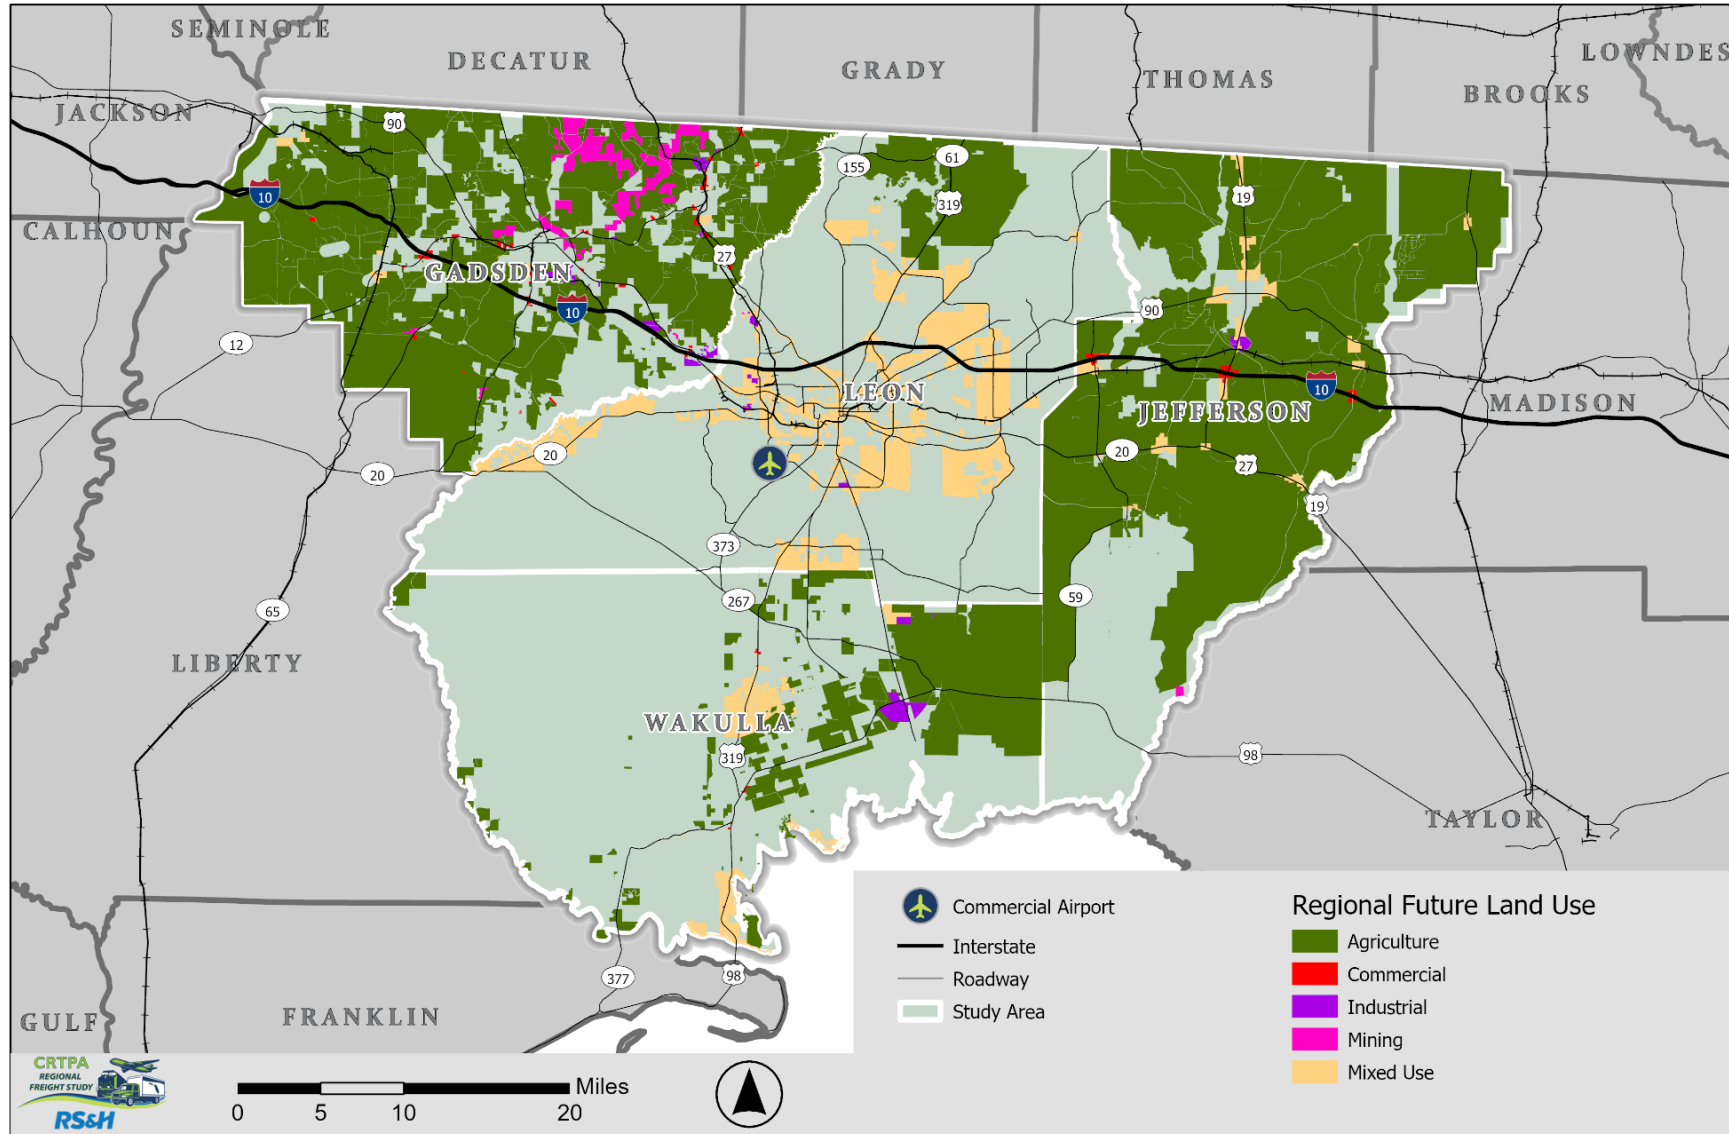 SEMINOLE
DECATUR
GRADY
THOMAS
LOWNDES
BROOKS
JACKSON
90
155
61
319
19
10
CALHOUN
27
GADSDEN
10
90
12
LEON
10
JEFFERSON
MADISON
20
20
20
27
19
373
267
59
65
LIBERTY
WAKULLA
319
98
TAYLOR
377
98
GULF
FRANKLIN
Commercial Airport
Interstate
Roadway
Study Area
Regional Future Land Use
Agriculture
Commercial
Industrial
Mining
Mixed Use
CRTPA
REGIONAL
FREIGHT STUDY
RS&H
Miles
0 5 10 20